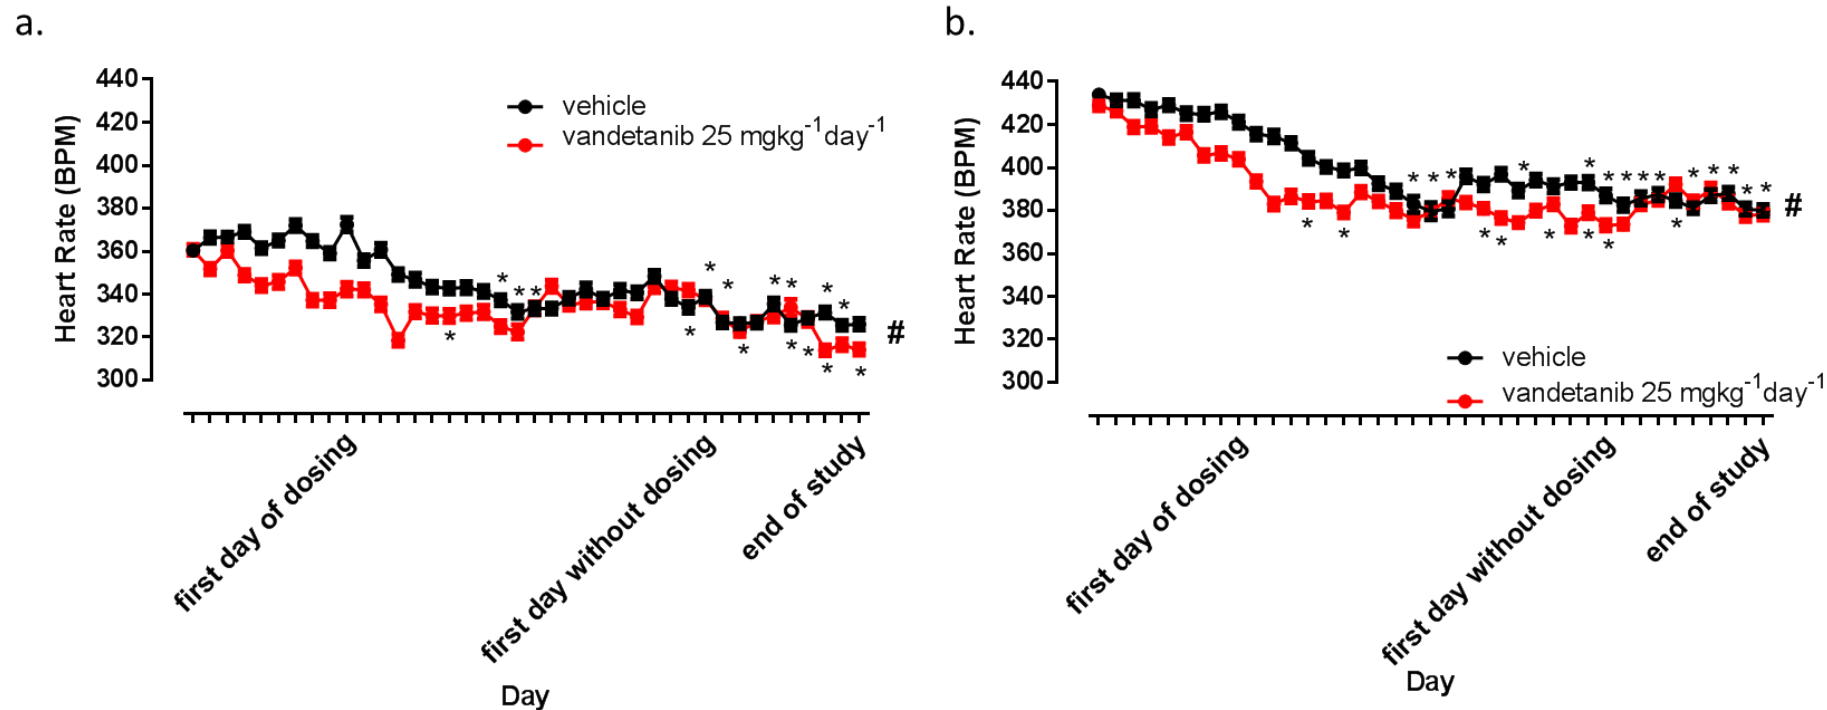 a.
440
420
400
380
360
340
320
300
Heart Rate (BPM)
vehicle
vandetanib 25 mgkg⁻¹day⁻¹
* * * * * * * * * *
* * * * * * *
#
first day of dosing
first day without dosing
end of study
Day
b.
440
420
400
380
360
340
320
300
Heart Rate (BPM)
* * * * * * * * * * * * * * *
* * * * * * * *
#
vehicle
vandetanib 25 mgkg⁻¹day⁻¹
first day of dosing
first day without dosing
end of study
Day